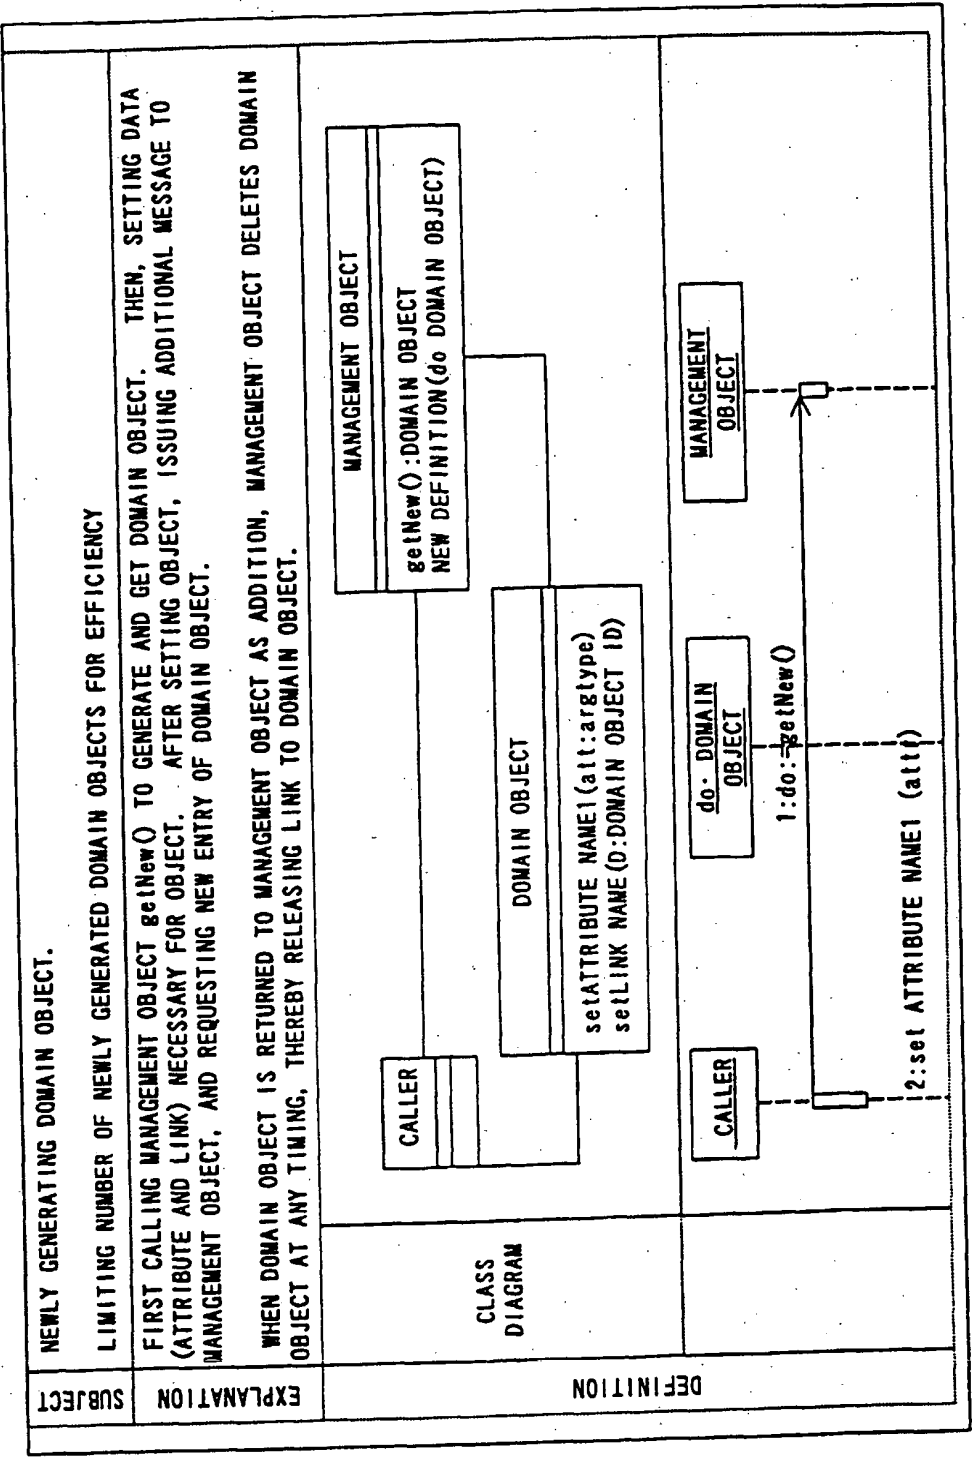 SUBJECT
NEWLY GENERATING DOMAIN OBJECT.
LIMITING NUMBER OF NEWLY GENERATED DOMAIN OBJECTS FOR EFFICIENCY
EXPLANATION
FIRST CALLING MANAGEMENT OBJECT getNew() TO GENERATE AND GET DOMAIN OBJECT. THEN, SETTING DATA
(ATTRIBUTE AND LINK) NECESSARY FOR OBJECT. AFTER SETTING OBJECT, ISSUING ADDITIONAL MESSAGE TO
MANAGEMENT OBJECT, AND REQUESTING NEW ENTRY OF DOMAIN OBJECT.
WHEN DOMAIN OBJECT IS RETURNED TO MANAGEMENT OBJECT AS ADDITION, MANAGEMENT OBJECT DELETES DOMAIN
OBJECT AT ANY TIMING, THEREBY RELEASING LINK TO DOMAIN OBJECT.
DEFINITION
CLASS
DIAGRAM
CALLER
MANAGEMENT OBJECT
getNew():DOMAIN OBJECT
NEW DEFINITION(do DOMAIN OBJECT)
DOMAIN OBJECT
setATTRIBUTE NAME1(att:argtype)
setLINK NAME(D:DOMAIN OBJECT ID)
CALLER
do· DOMAIN
OBJECT
MANAGEMENT
OBJECT
1:do:=getNew()
2:set ATTRIBUTE NAME1 (attr)